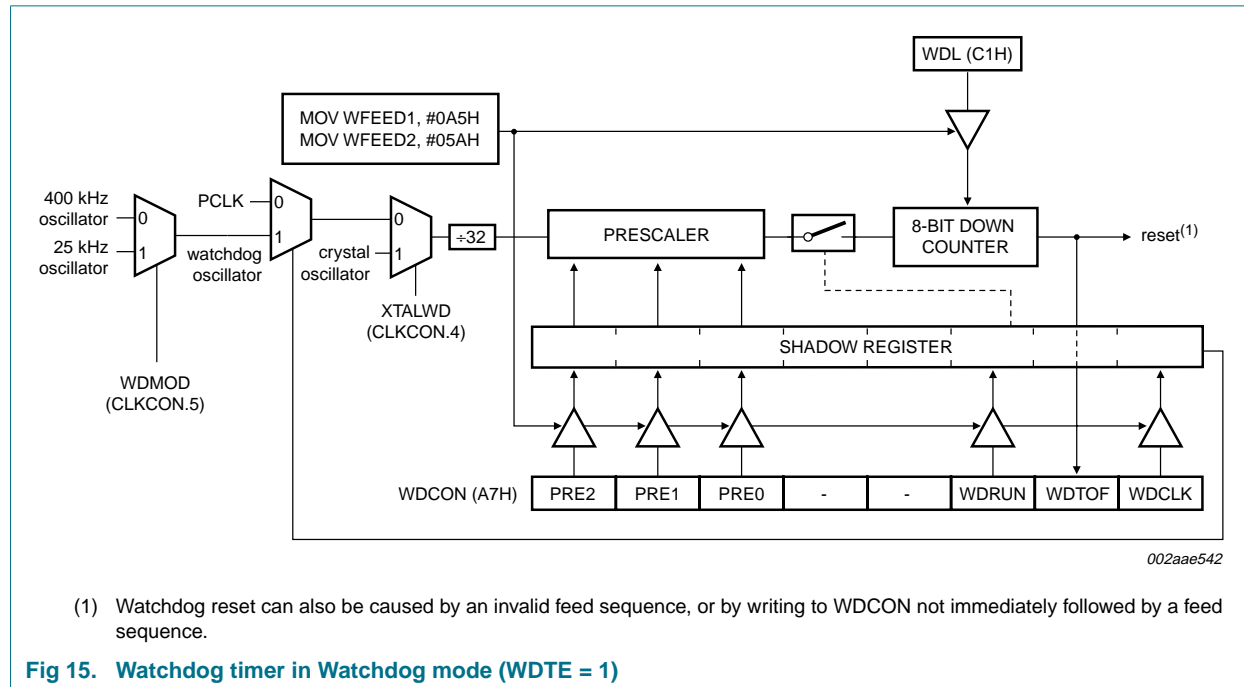 WDL (C1H)
MOV WFEED1, #0A5H
MOV WFEED2, #05AH
400 kHz
oscillator
0
25 kHz
oscillator
1
PCLK
0
1
watchdog
oscillator
0
crystal
oscillator
1
÷32
PRESCALER
8-BIT DOWN
COUNTER
reset(1)
XTALWD
(CLKCON.4)
SHADOW REGISTER
WDMOD
(CLKCON.5)
WDCON (A7H)
PRE2
PRE1
PRE0
-
-
WDRUN
WDTOF
WDCLK
002aae542
(1) Watchdog reset can also be caused by an invalid feed sequence, or by writing to WDCON not immediately followed by a feed
sequence.
Fig 15. Watchdog timer in Watchdog mode (WDTE = 1)